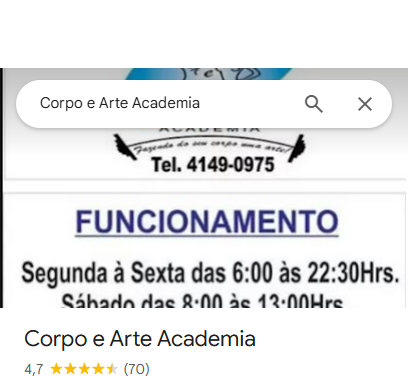 Corpo e Arte Academia
ACADEMIA
Fazendo do seu corpo uma arte!
Tel. 4149-0975
FUNCIONAMENTO
Segunda à Sexta das 6:00 às 22:30Hrs.
Sábado das 8:00 às 13:00Hrs
Corpo e Arte Academia
4,7 (70)